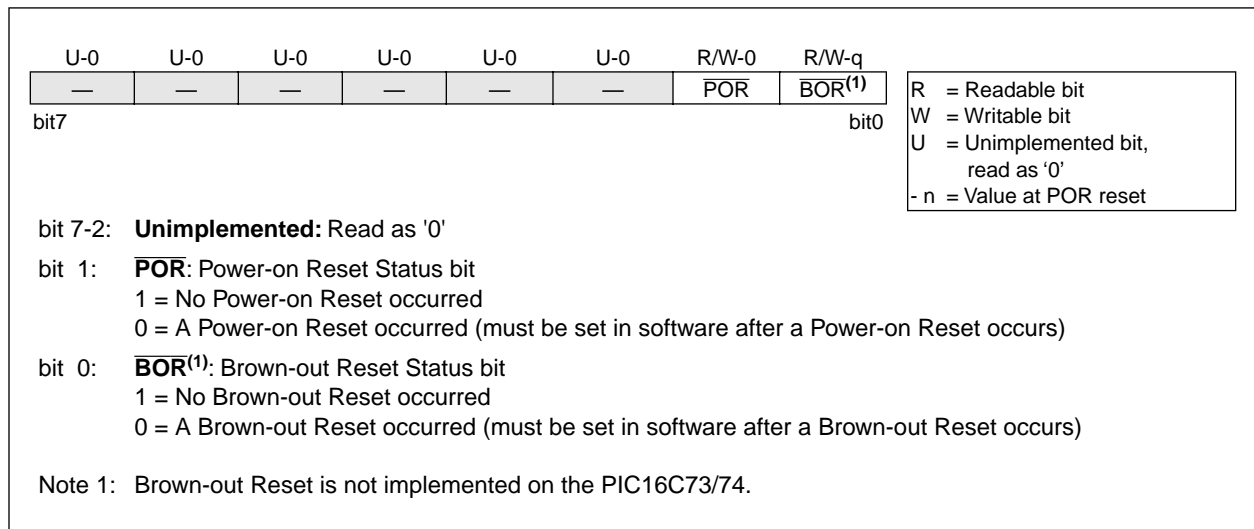 U-0 U-0 U-0 U-0 U-0 U-0 R/W-0 R/W-q
— — — — — — P̅O̅R̅ B̅O̅R̅(1)
bit7 bit0
R = Readable bit
W = Writable bit
U = Unimplemented bit,
read as ‘0’
- n = Value at POR reset
bit 7-2: Unimplemented: Read as '0'
bit 1: P̅O̅R̅: Power-on Reset Status bit
1 = No Power-on Reset occurred
0 = A Power-on Reset occurred (must be set in software after a Power-on Reset occurs)
bit 0: B̅O̅R̅(1): Brown-out Reset Status bit
1 = No Brown-out Reset occurred
0 = A Brown-out Reset occurred (must be set in software after a Brown-out Reset occurs)
Note 1: Brown-out Reset is not implemented on the PIC16C73/74.